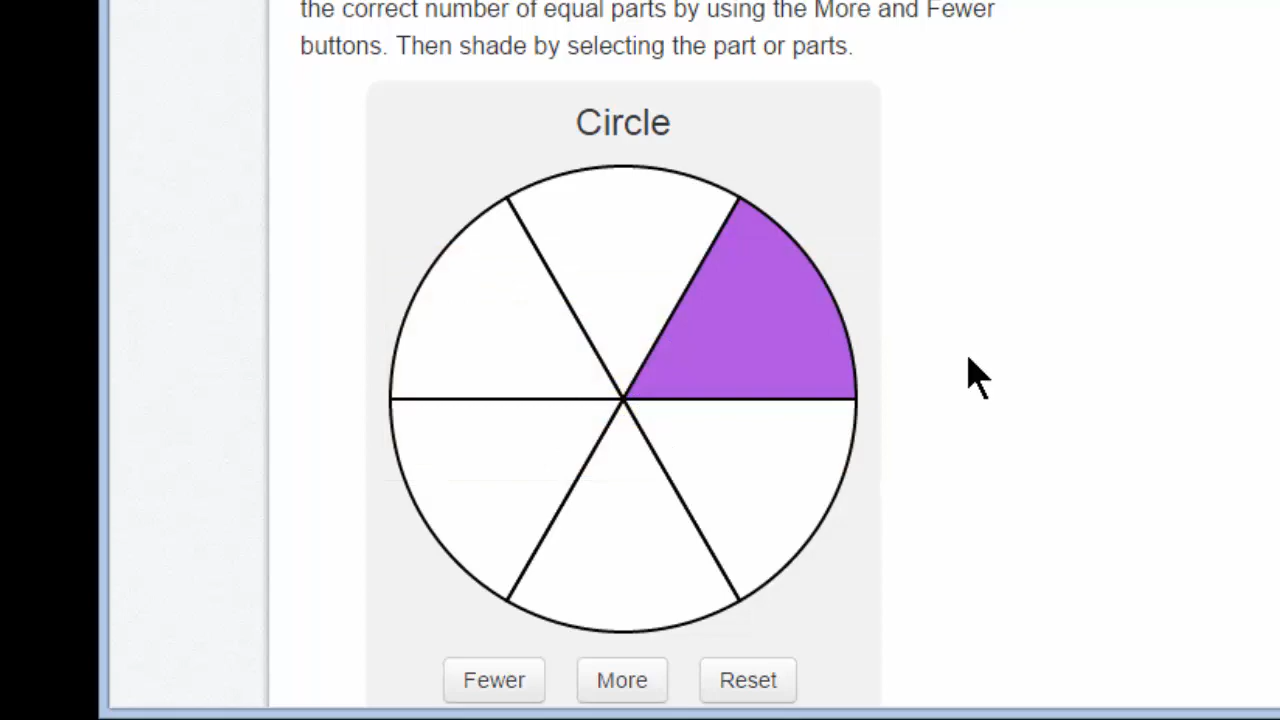 the correct number of equal parts by using the More and Fewer
buttons. Then shade by selecting the part or parts.
Circle
Fewer More Reset